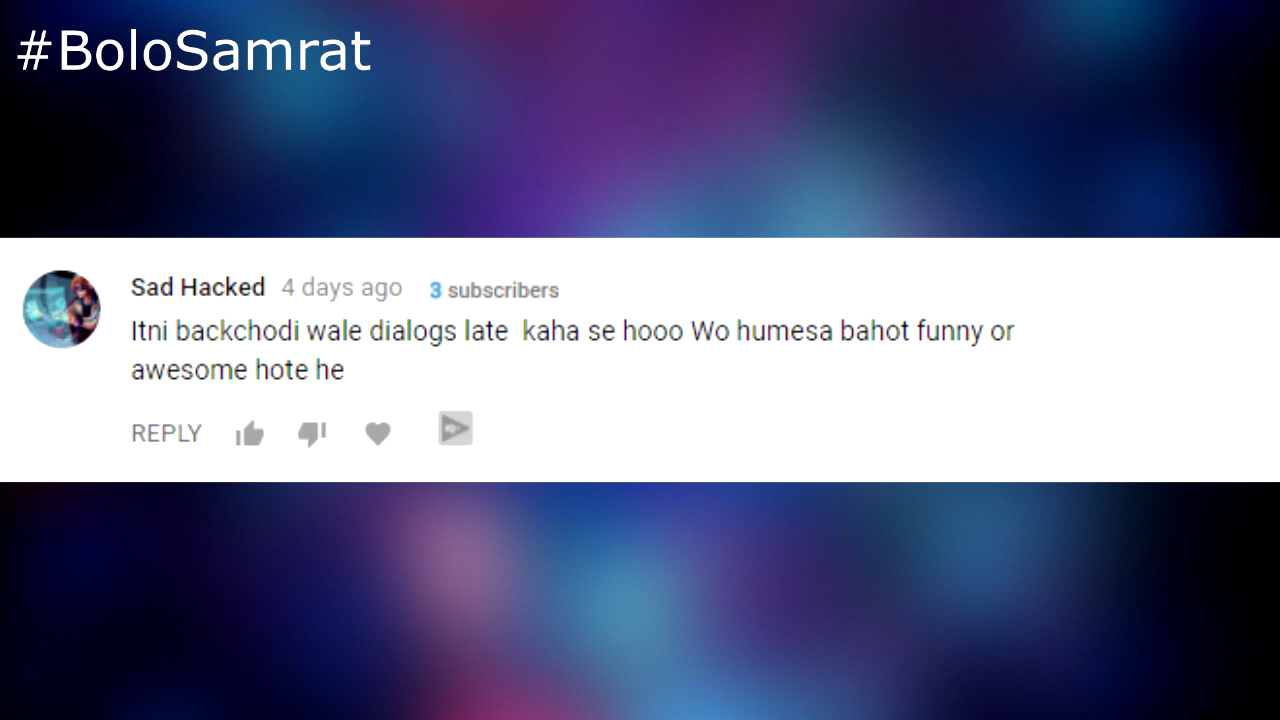 #BoloSamrat
Sad Hacked 4 days ago 3 subscribers
Itni backchodi wale dialogs late  kaha se hooo Wo humesa bahot funny or
awesome hote he
REPLY